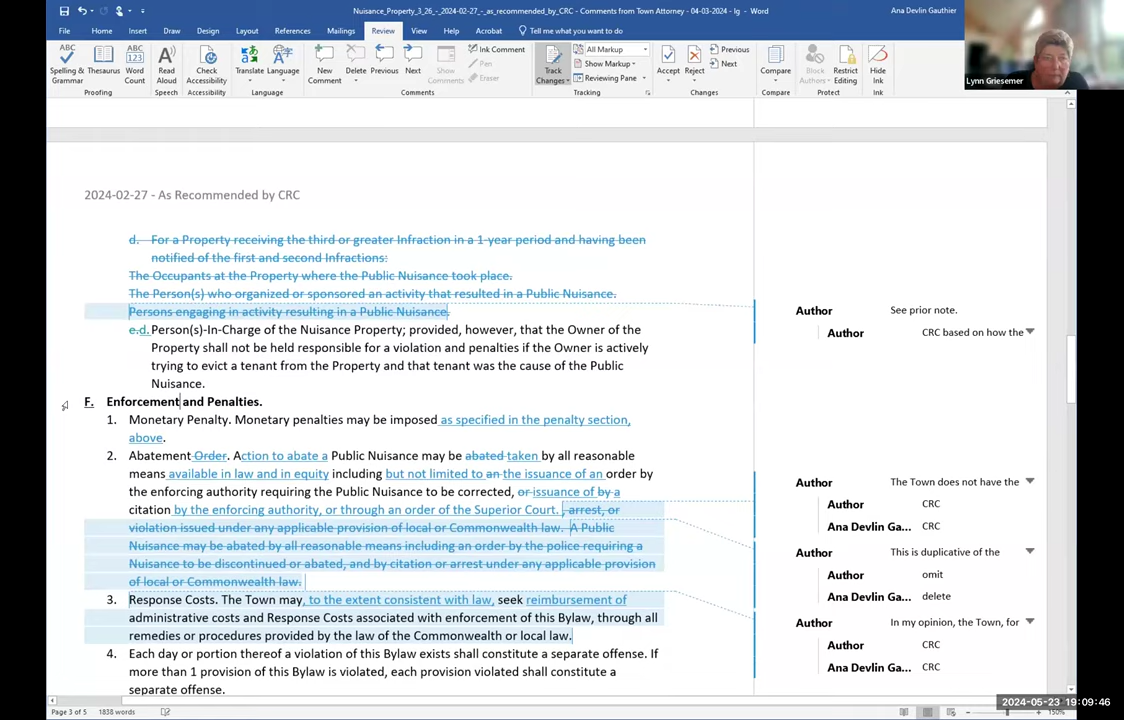 Nuisance_Property_3_26_-_2024-02-27_-_as_recommended_by_CRC - Comments from Town Attorney - 04-03-2024 - lg - Word
Ana Devlin Gauthier
File Home Insert Draw Design Layout References Mailings Review View Help Acrobat Tell me what you want to do
Spelling & Grammar
Thesaurus
Word Count
Read Aloud
Check Accessibility
Translate
Language
New Comment
Delete
Previous
Next
Show Comments
Ink Comment
Pen
Eraser
Track Changes
All Markup
Show Markup
Reviewing Pane
Accept
Reject
Previous
Next
Compare
Block Authors
Restrict Editing
Hide Ink
Proofing Speech Accessibility Language Comments Tracking Changes Compare Protect Ink
Lynn Griesemer
2024-02-27 - As Recommended by CRC
d. For a Property receiving the third or greater Infraction in a 1-year period and having been
notified of the first and second Infractions:
The Occupants at the Property where the Public Nuisance took place.
The Person(s) who organized or sponsored an activity that resulted in a Public Nuisance.
Persons engaging in activity resulting in a Public Nuisance.
e.d. Person(s)-In-Charge of the Nuisance Property; provided, however, that the Owner of the
Property shall not be held responsible for a violation and penalties if the Owner is actively
trying to evict a tenant from the Property and that tenant was the cause of the Public
Nuisance.
F. Enforcement and Penalties.
1. Monetary Penalty. Monetary penalties may be imposed as specified in the penalty section,
above.
2. Abatement Order. Action to abate a Public Nuisance may be abated taken by all reasonable
means available in law and in equity including but not limited to an the issuance of an order by
the enforcing authority requiring the Public Nuisance to be corrected, or issuance of by a
citation by the enforcing authority, or through an order of the Superior Court. , arrest, or
violation issued under any applicable provision of local or Commonwealth law. A Public
Nuisance may be abated by all reasonable means including an order by the police requiring a
Nuisance to be discontinued or abated, and by citation or arrest under any applicable provision
of local or Commonwealth law.
3. Response Costs. The Town may, to the extent consistent with law, seek reimbursement of
administrative costs and Response Costs associated with enforcement of this Bylaw, through all
remedies or procedures provided by the law of the Commonwealth or local law.
4. Each day or portion thereof a violation of this Bylaw exists shall constitute a separate offense. If
more than 1 provision of this Bylaw is violated, each provision violated shall constitute a
separate offense.
Author See prior note.
Author CRC based on how the
Author The Town does not have the
Author CRC
Ana Devlin Ga... CRC
Author This is duplicative of the
Author omit
Ana Devlin Ga... delete
Author In my opinion, the Town, for
Author CRC
Ana Devlin Ga... CRC
Page 3 of 5 1838 words
2024-05-23 19:09:46
150%